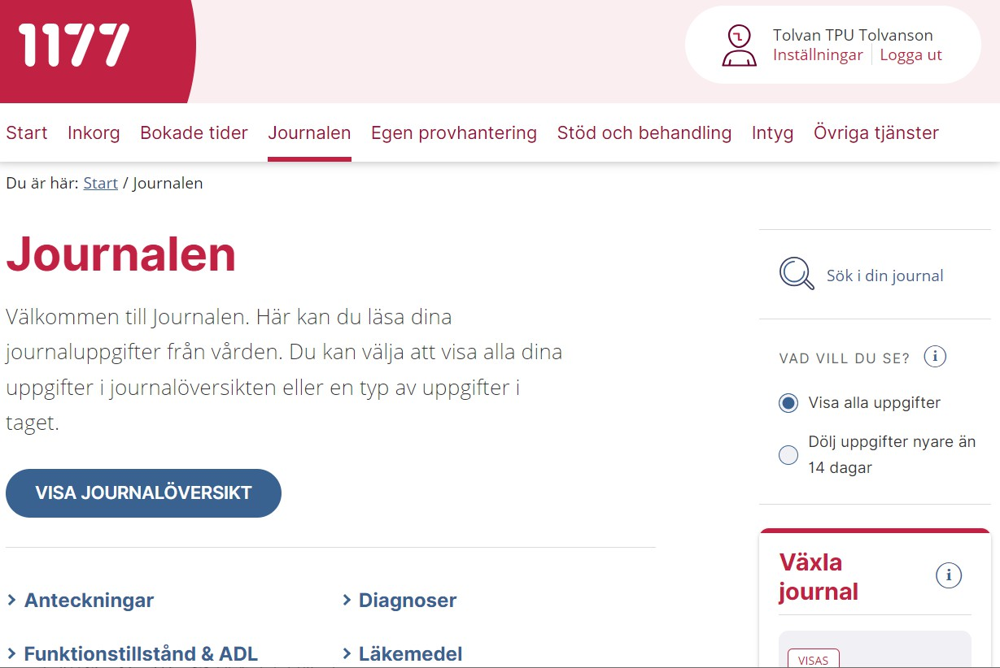 1177
Tolvan TPU Tolvanson
Inställningar Logga ut
Start Inkorg Bokade tider Journalen Egen provhantering Stöd och behandling Intyg Övriga tjänster
Du är här: Start / Journalen
Journalen
Välkommen till Journalen. Här kan du läsa dina
journaluppgifter från vården. Du kan välja att visa alla dina
uppgifter i journalöversikten eller en typ av uppgifter i
taget.
VISA JOURNALÖVERSIKT
Anteckningar
Diagnoser
Funktionstillstånd & ADL
Läkemedel
Sök i din journal
VAD VILL DU SE? i
Visa alla uppgifter
Dölj uppgifter nyare än
14 dagar
Växla
journal
i
VISAS